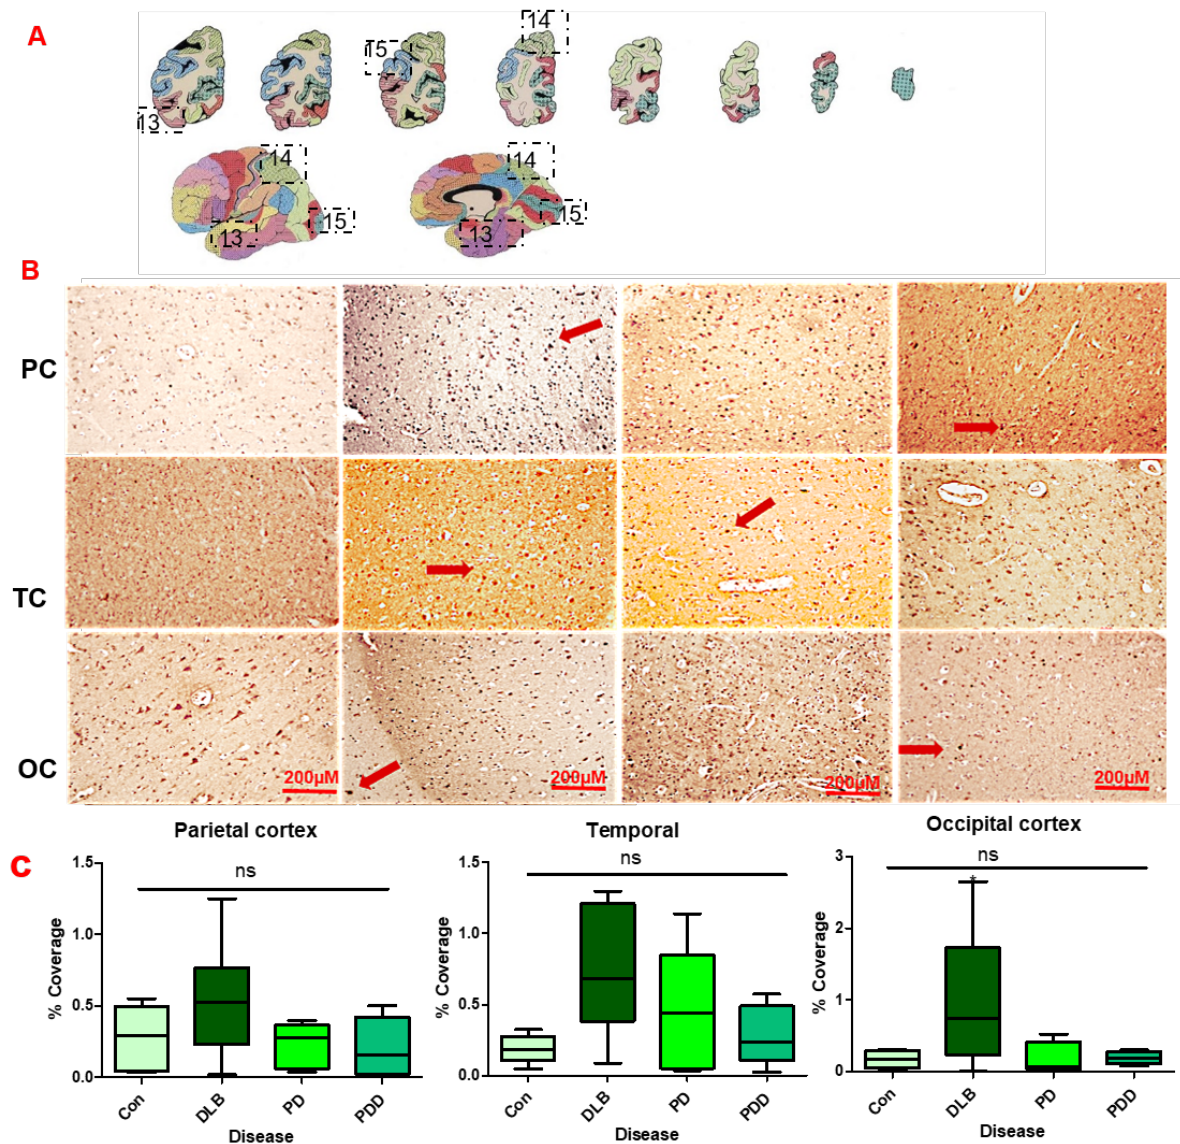 A
14
15
13
14
14
15
15
13
13
B
PC
TC
OC
200µM
200µM
200µM
200µM
Parietal cortex
Temporal
Occipital cortex
C
ns
ns
ns
*
1.5
1.0
0.5
0.0
% Coverage
Con
DLB
PD
PDD
Disease
1.5
1.0
0.5
0.0
% Coverage
Con
DLB
PD
PDD
Disease
3
2
1
0
% Coverage
Con
DLB
PD
PDD
Disease